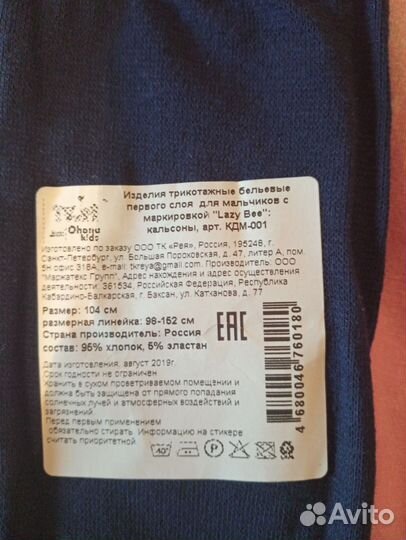 Изделия трикотажные бельевые
первого слоя для мальчиков с
маркировкой "Lazy Bee":
кальсоны, арт. КДМ-001
Ohana
kids
Изготовлено по заказу ООО ТК «Рея», Россия, 195248, г.
Санкт-Петербург, ул. Большая Пороховская, д. 47, литер А, пом.
5Н офис 318А, e-mail: tkreya@gmail.com. Производитель: ООО
"Маржатекс Групп". Адрес нахождения и адрес осуществления
деятельности: 361534, Российская Федерация, Республика
Кабардино-Балкарская, г. Баксан, ул. Катханова, д. 77
Размер: 104 см
размерная линейка: 98-152 см
Страна производитель: Россия
состав: 95% хлопок, 5% эластан
EAC
4 680046 760180
Дата изготовления: август 2019г.
Срок годности не ограничен
Хранить в сухом проветриваемом помещении и
должна быть защищена от прямого попадания
солнечных лучей и атмосферных воздействий и
загрязнений.
Перед первым применением
обязательно стирать. Информацию на стикере
считать приоритетной.
40°
P
Avito